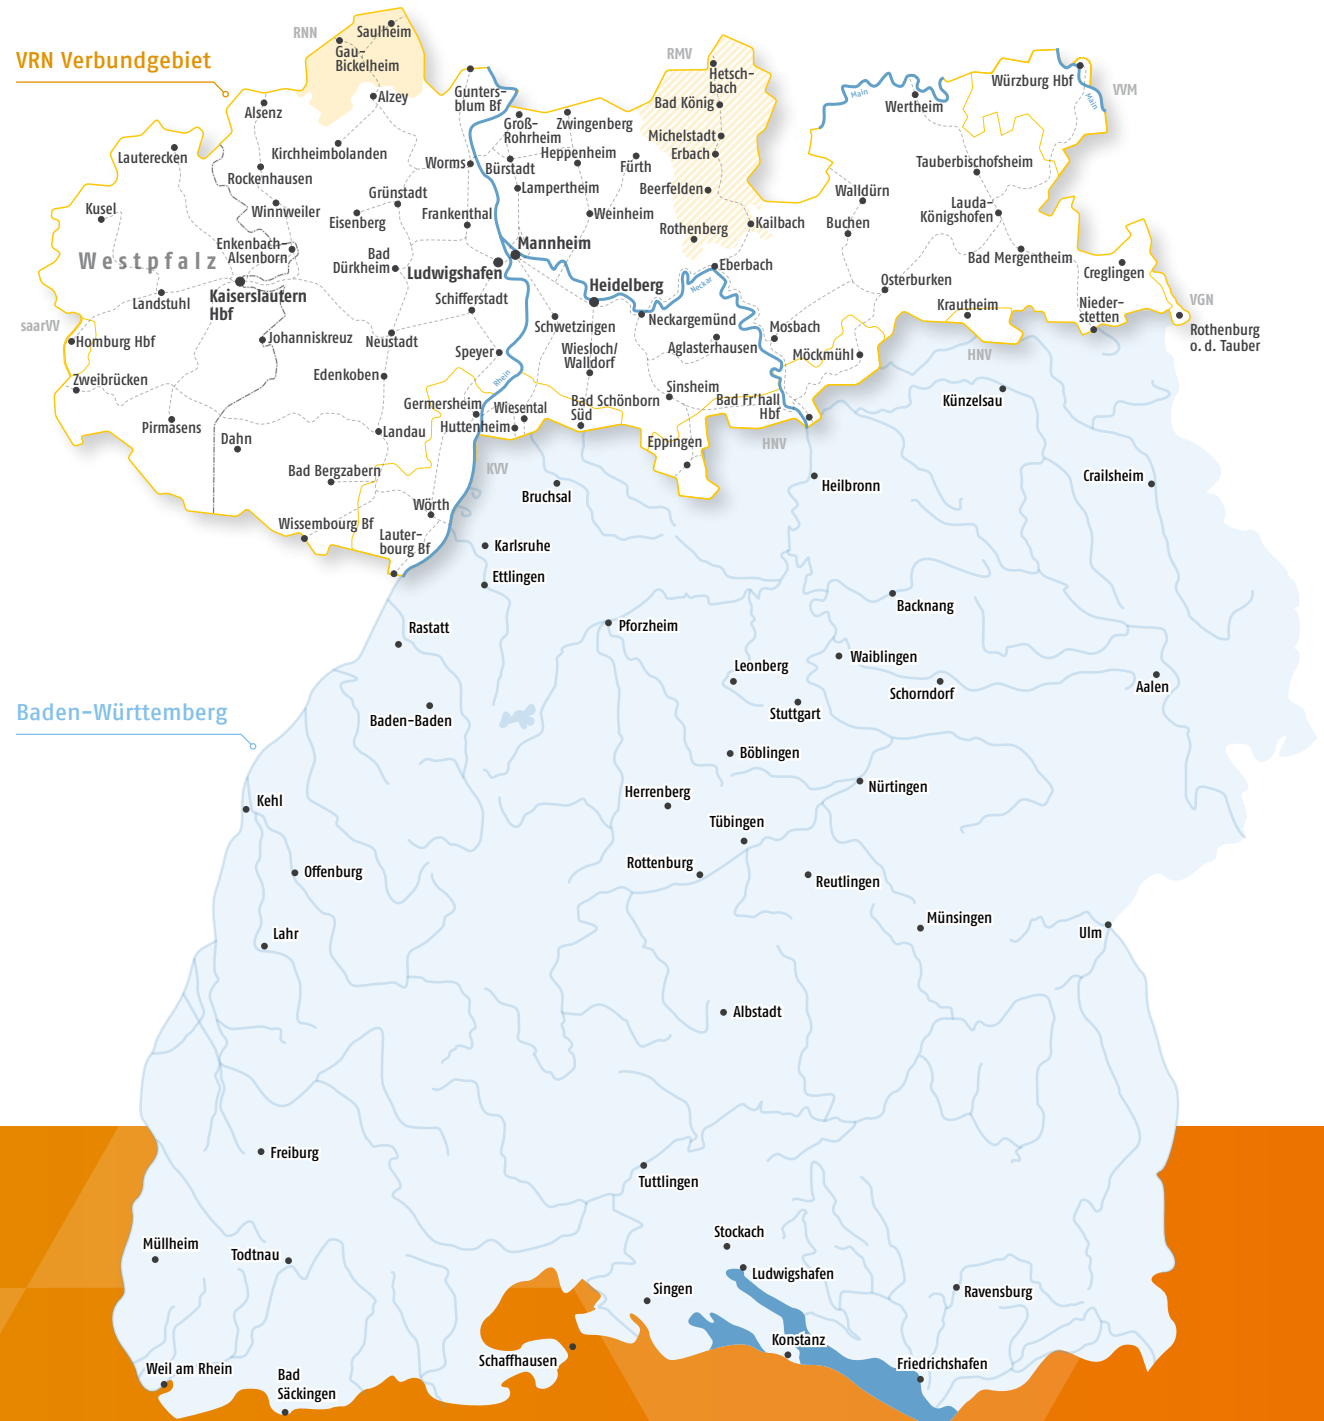 VRN Verbundgebiet
RNN
Saulheim
Gau-
Bickelheim
Alzey
Alsenz
Lauterecken
Kirchheimbolanden
Rockenhausen
Kusel
Winnweiler
Westpfalz
Enkenbach-
Alsenborn
Landstuhl
Kaiserslautern
Hbf
saarVV
Homburg Hbf
Johanniskreuz
Zweibrücken
Pirmasens
Dahn
Grünstadt
Eisenberg
Bad
Dürkheim
Neustadt
Edenkoben
Landau
Bad Bergzabern
Wissembourg Bf
Lauter-
bourg Bf
Wörth
Germersheim
Speyer
Schifferstadt
Ludwigshafen
Frankenthal
Worms
Gunters-
blum Bf
Groß-
Rohrheim
Zwingenberg
Bürstadt
Heppenheim
Fürth
Lampertheim
Weinheim
Mannheim
Heidelberg
Schwetzingen
Wiesloch/
Walldorf
Rhein
Wiesental
Huttenheim
Bad Schönborn
Süd
KVV
RMV
Hetsch-
bach
Bad König
Michelstadt
Erbach
Beerfelden
Rothenberg
Kailbach
Eberbach
Neckar
Neckargemünd
Aglasterhausen
Mosbach
Möckmühl
Sinsheim
Bad Fr'hall
Hbf
Eppingen
HNV
Main
Wertheim
Würzburg Hbf
Main
VVM
Tauberbischofsheim
Walldürn
Buchen
Lauda-
Königshofen
Bad Mergentheim
Osterburken
Krautheim
HNV
Creglingen
Nieder-
stetten
VGN
Rothenburg
o. d. Tauber
Künzelsau
Crailsheim
Heilbronn
Bruchsal
Karlsruhe
Ettlingen
Backnang
Rastatt
Pforzheim
Waiblingen
Leonberg
Schorndorf
Aalen
Baden-Württemberg
Baden-Baden
Stuttgart
Böblingen
Nürtingen
Herrenberg
Kehl
Tübingen
Rottenburg
Offenburg
Reutlingen
Münsingen
Lahr
Ulm
Albstadt
Freiburg
Tuttlingen
Stockach
Müllheim
Todtnau
Ludwigshafen
Singen
Ravensburg
Konstanz
Schaffhausen
Friedrichshafen
Weil am Rhein
Bad
Säckingen